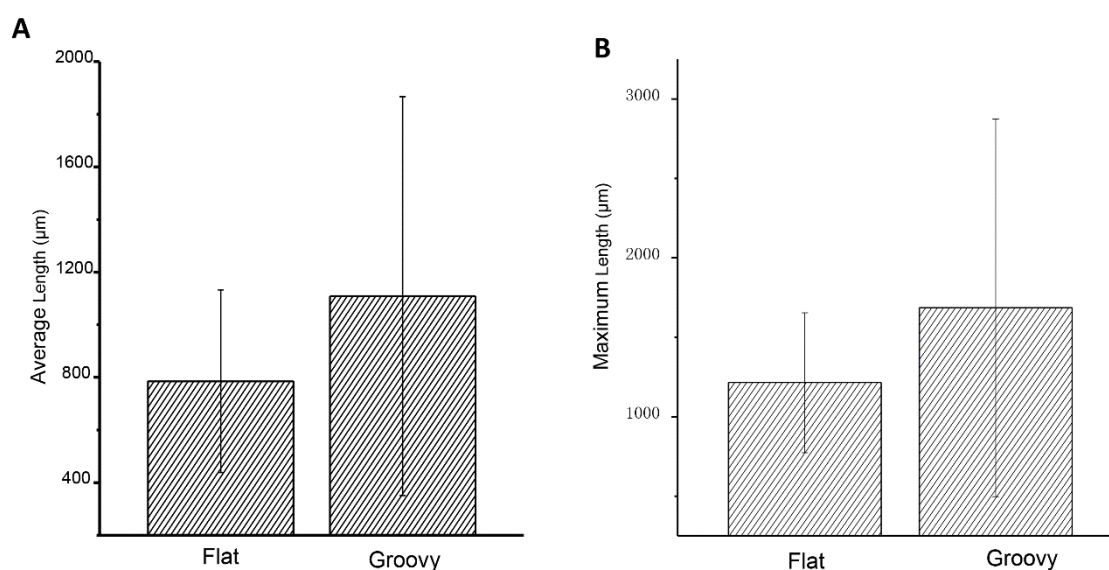 A
2000
1600
1200
800
400
Average Length (μm)
Flat
Groovy
B
3000
2000
1000
Maximum Length (μm)
Flat
Groovy